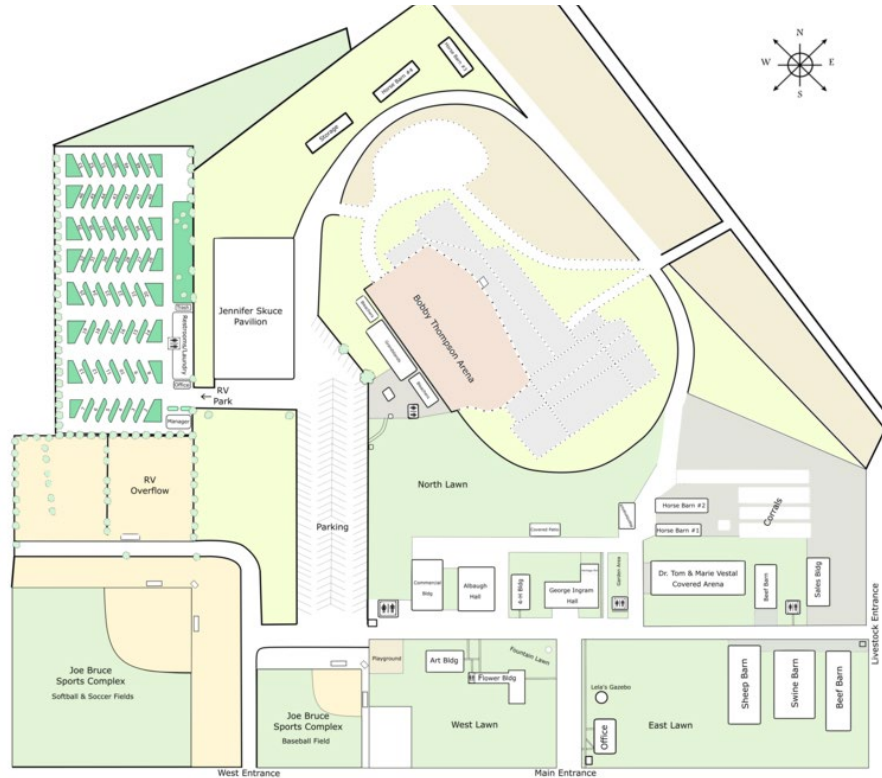 N
W E
S
Horse Barn #4
Storage
Jennifer Skuce
Pavilion
Bobby Thompson Arena
Grandstands
Trash
Restrooms/Laundry
Office
RV
Park
Manager
RV
Overflow
Parking
North Lawn
Horse Barn #2
Horse Barn #1
Corrals
Covered Patio
Commercial
Bldg
Albaugh
Hall
4-H Bldg
George Ingram
Hall
Garden Area
Dr. Tom & Marie Vestal
Covered Arena
Beef Barn
Sales Bldg
Livestock Entrance
Joe Bruce
Sports Complex
Softball & Soccer Fields
Joe Bruce
Sports Complex
Baseball Field
Playground
Art Bldg
Fountain Lawn
Flower Bldg
West Lawn
Lela's Gazebo
Office
East Lawn
Sheep Barn
Swine Barn
Beef Barn
West Entrance
Main Entrance